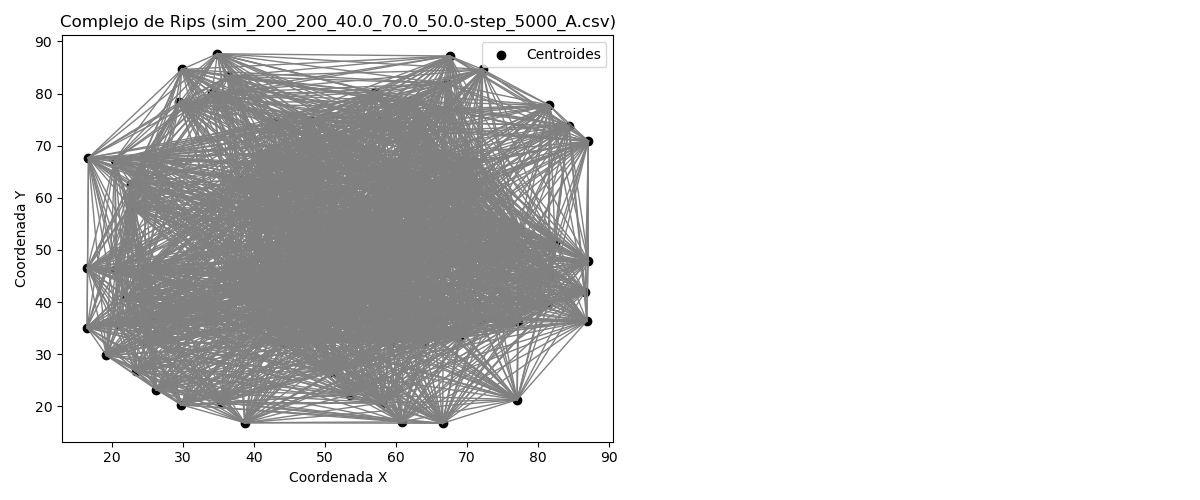 Complejo de Rips (sim_200_200_40.0_70.0_50.0-step_5000_A.csv)
Centroides
90
80
70
60
50
40
30
20
Coordenada Y
20 30 40 50 60 70 80 90
Coordenada X